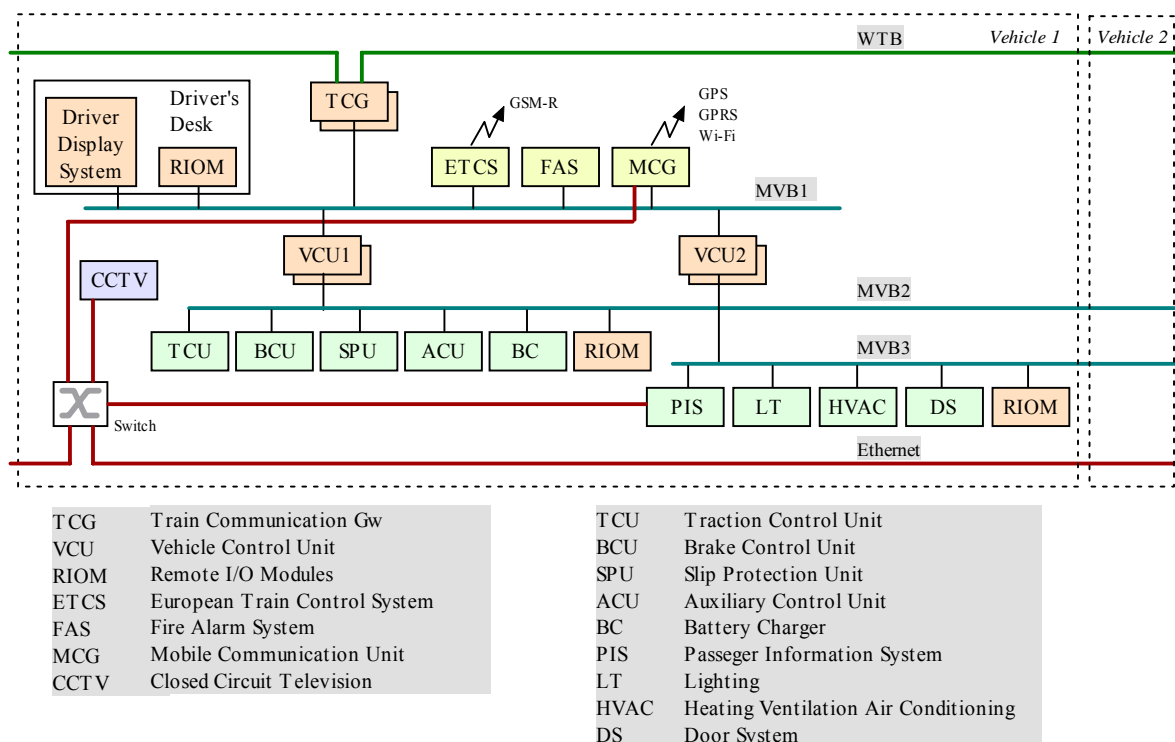 WTB
Vehicle 1
Vehicle 2
Driver's
Desk
Driver
Display
System
RIOM
TCG
GSM-R
GPS
GPRS
Wi-Fi
ETCS
FAS
MCG
MVB1
VCU1
VCU2
CCTV
MVB2
TCU
BCU
SPU
ACU
BC
RIOM
MVB3
PIS
LT
HVAC
DS
RIOM
Switch
Ethernet
TCG Train Communication Gw
VCU Vehicle Control Unit
RIOM Remote I/O Modules
ETCS European Train Control System
FAS Fire Alarm System
MCG Mobile Communication Unit
CCTV Closed Circuit Television
TCU Traction Control Unit
BCU Brake Control Unit
SPU Slip Protection Unit
ACU Auxiliary Control Unit
BC Battery Charger
PIS Passeger Information System
LT Lighting
HVAC Heating Ventilation Air Conditioning
DS Door System